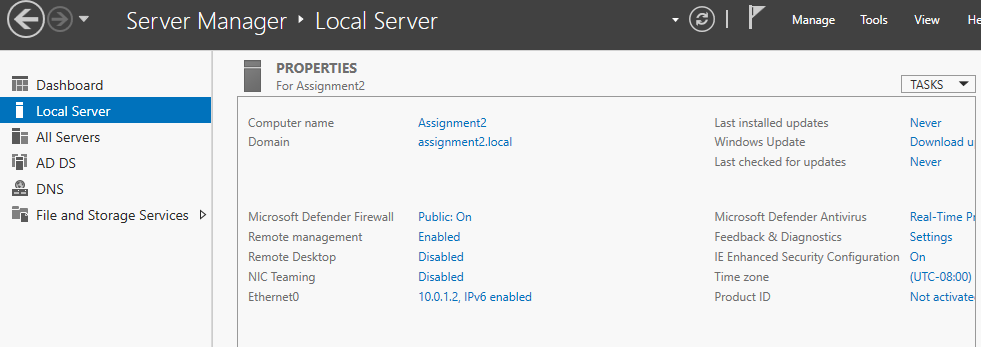 Server Manager ‣ Local Server
Manage Tools View He
Dashboard
Local Server
All Servers
AD DS
DNS
File and Storage Services
PROPERTIES
For Assignment2
TASKS
Computer name Assignment2 Last installed updates Never
Domain assignment2.local Windows Update Download u
Last checked for updates Never
Microsoft Defender Firewall Public: On Microsoft Defender Antivirus Real-Time Pr
Remote management Enabled Feedback & Diagnostics Settings
Remote Desktop Disabled IE Enhanced Security Configuration On
NIC Teaming Disabled Time zone (UTC-08:00)
Ethernet0 10.0.1.2, IPv6 enabled Product ID Not activate